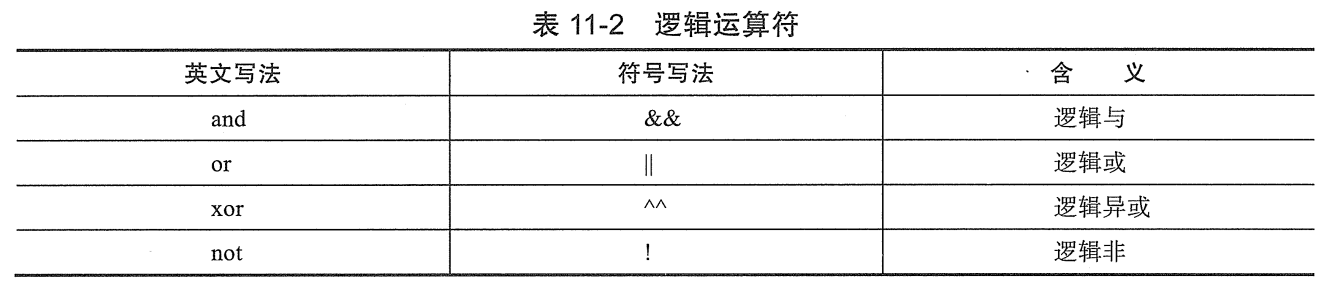 表 11-2 逻辑运算符
英文写法 符号写法 含 义
and && 逻辑与
or || 逻辑或
xor ^^ 逻辑异或
not ! 逻辑非